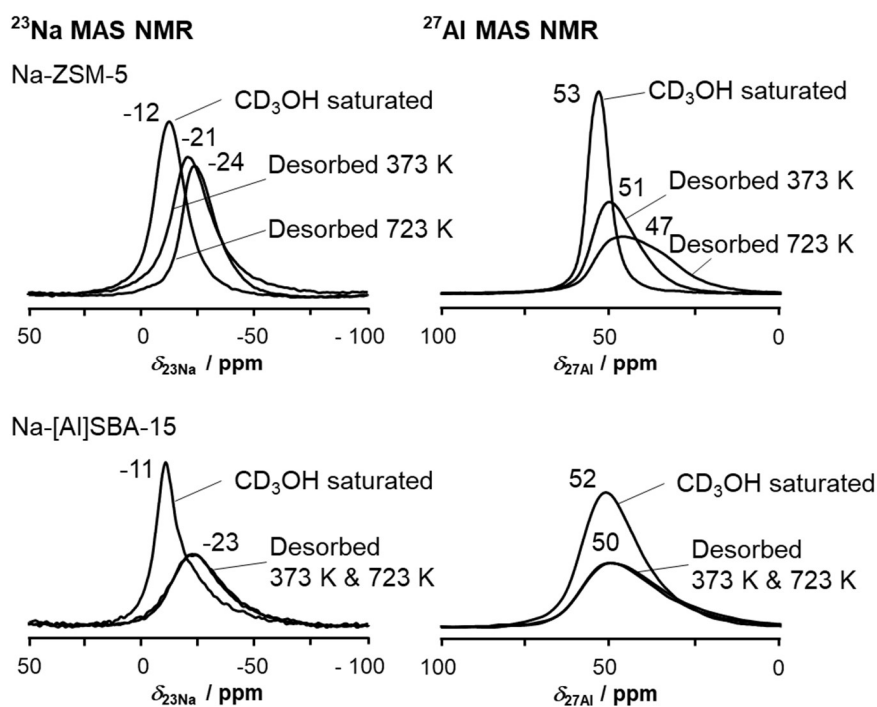 ²³Na MAS NMR
²⁷Al MAS NMR
Na-ZSM-5
-12
CD₃OH saturated
-21
-24
Desorbed 373 K
Desorbed 723 K
50 0 -50 - 100
δ₂₃Na / ppm
53
CD₃OH saturated
51
Desorbed 373 K
47
Desorbed 723 K
100 50 0
δ₂₇Al / ppm
Na-[Al]SBA-15
-11
CD₃OH saturated
-23
Desorbed
373 K & 723 K
50 0 -50 - 100
δ₂₃Na / ppm
52
CD₃OH saturated
50
Desorbed
373 K & 723 K
100 50 0
δ₂₇Al / ppm